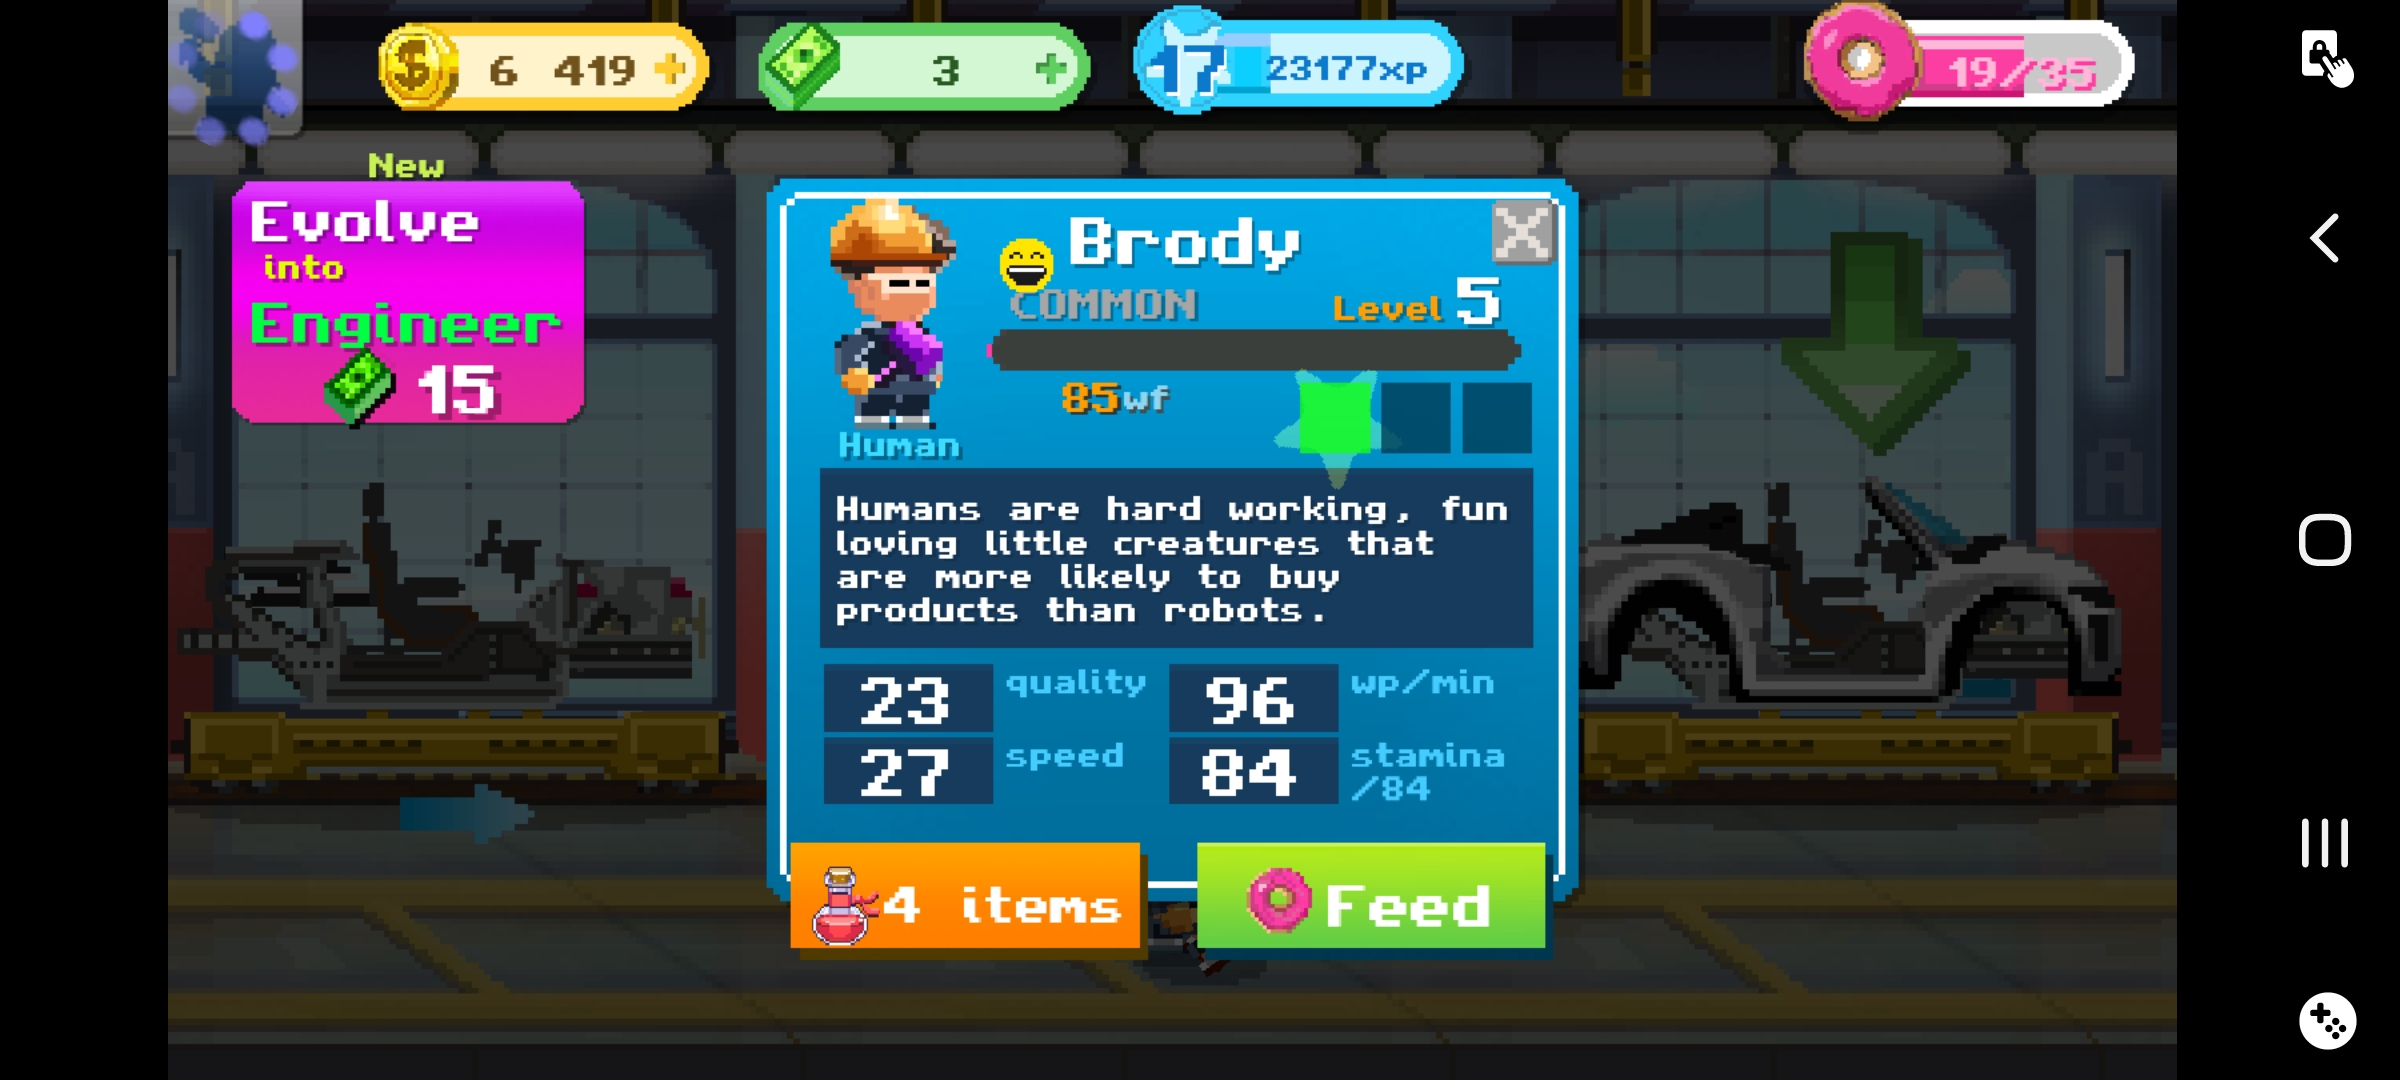 6 419
3
17 23177xp
19/35
New
Evolve
into
Engineer
15
Brody
COMMON
Level 5
85wf
Human
Humans are hard working, fun
loving little creatures that
are more likely to buy
products than robots.
23 quality
96 wp/min
27 speed
84 stamina
/84
4 items
Feed